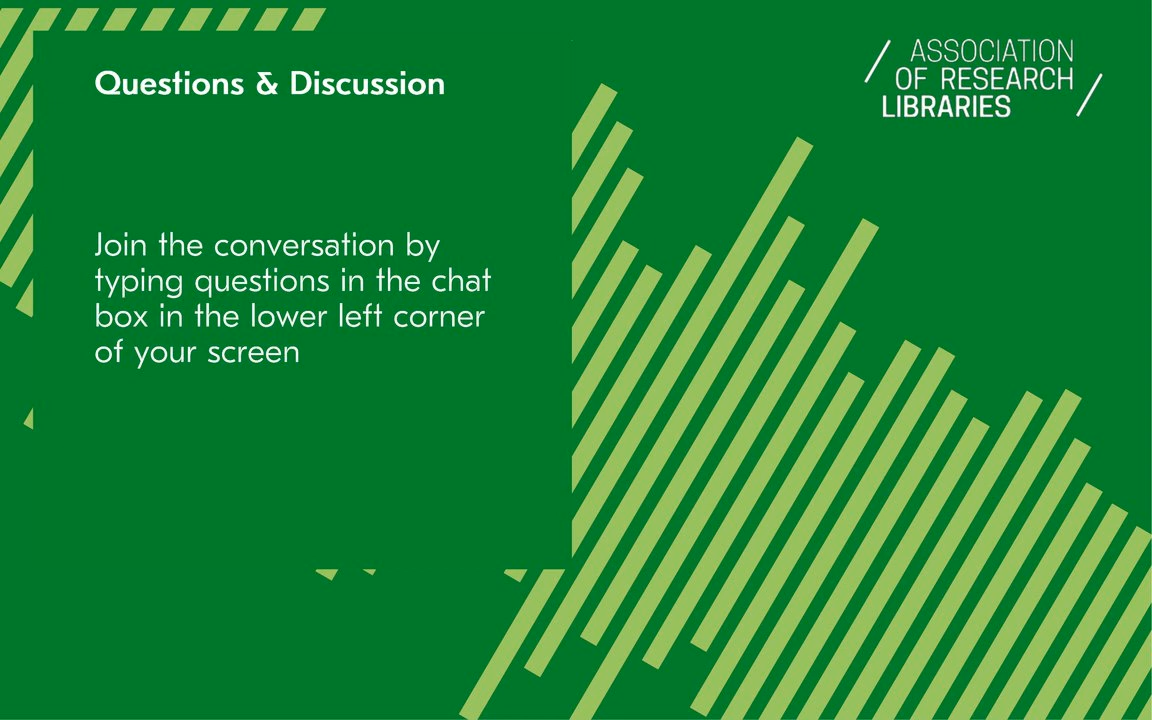 Questions & Discussion
Join the conversation by
typing questions in the chat
box in the lower left corner
of your screen
ASSOCIATION
OF RESEARCH
LIBRARIES